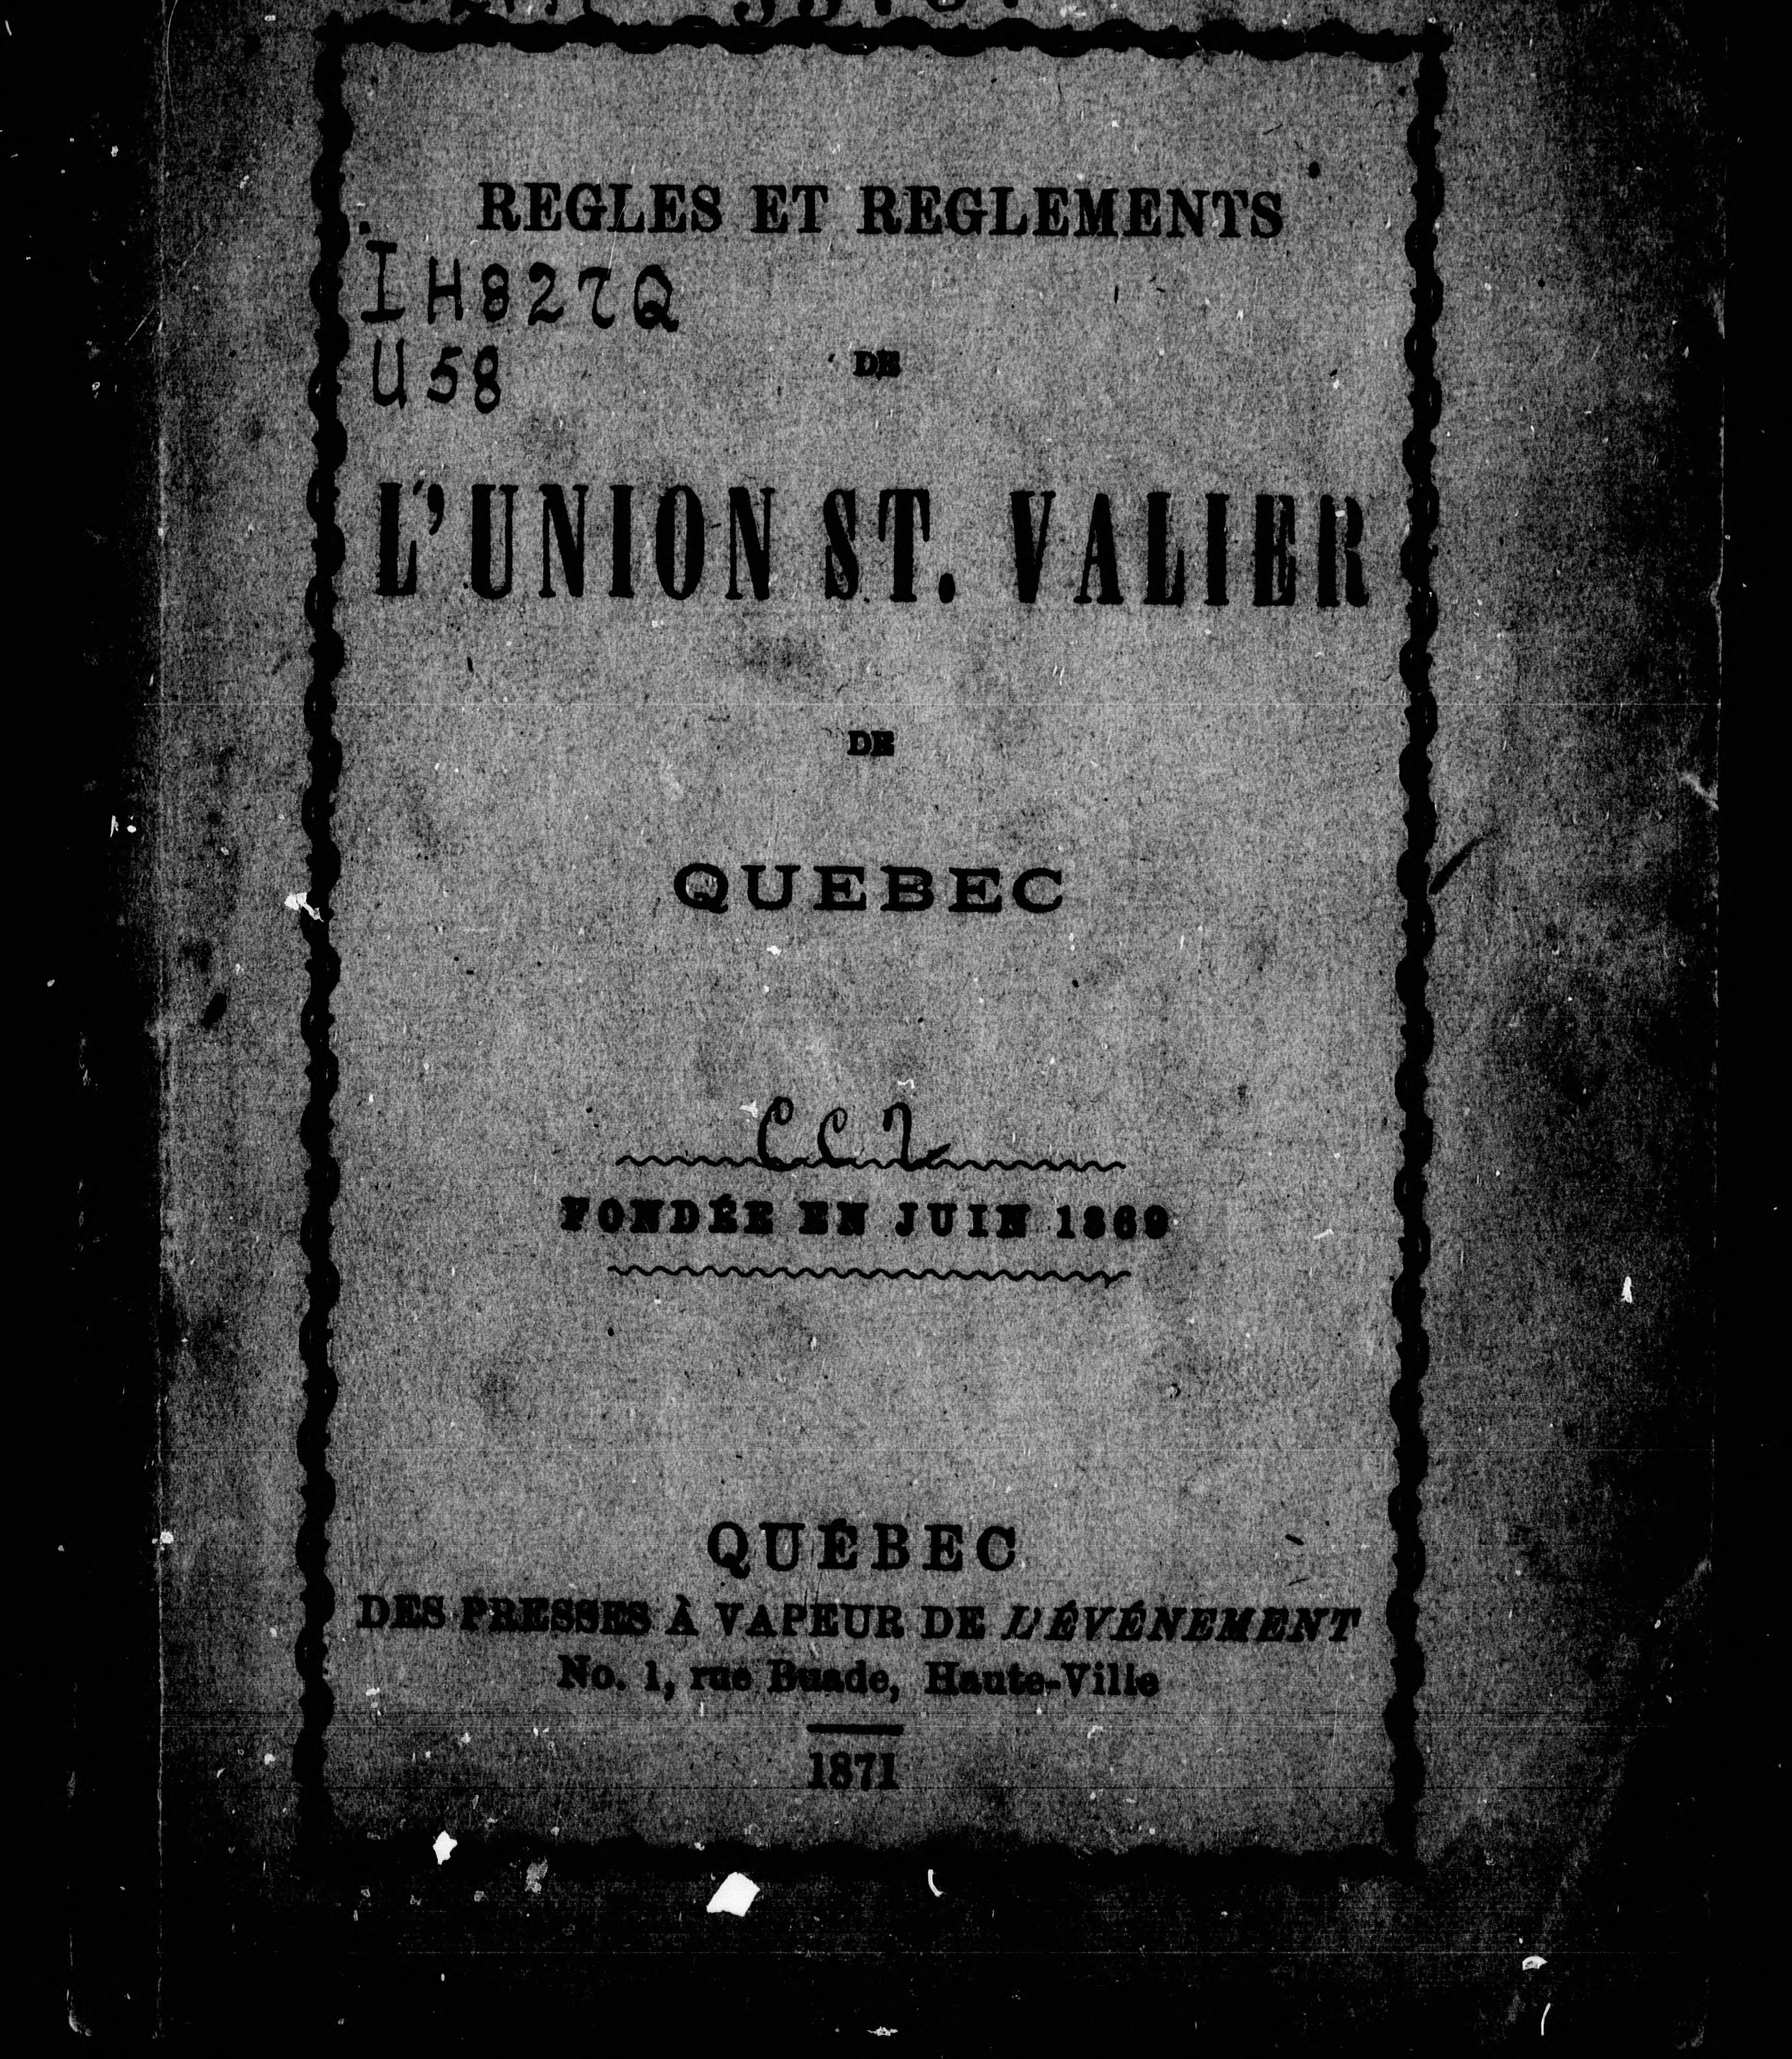 REGLES ET REGLEMENTS
IH827Q
U58
DE
L'UNION ST. VALIER
DE
QUEBEC
FONDÉE EN JUIN 1869
QUÉBEC
DES PRESSES À VAPEUR DE L'ÉVÉNEMENT
No. 1, rue Buade, Haute-Ville
1871